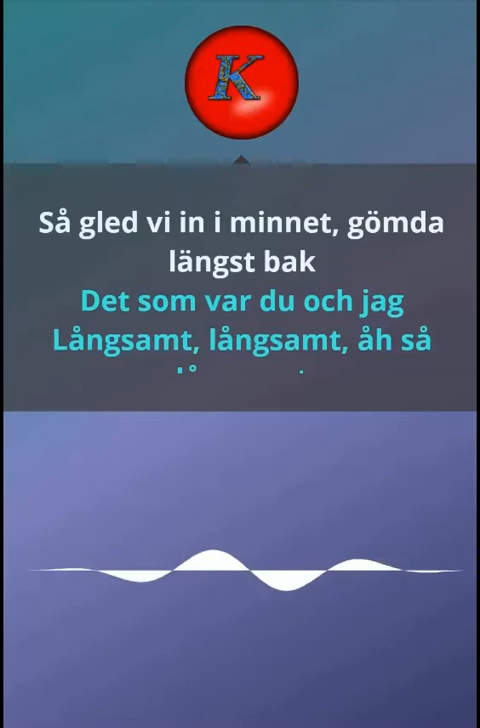 K
Så gled vi in i minnet, gömda
längst bak
Det som var du och jag
Långsamt, långsamt, åh så